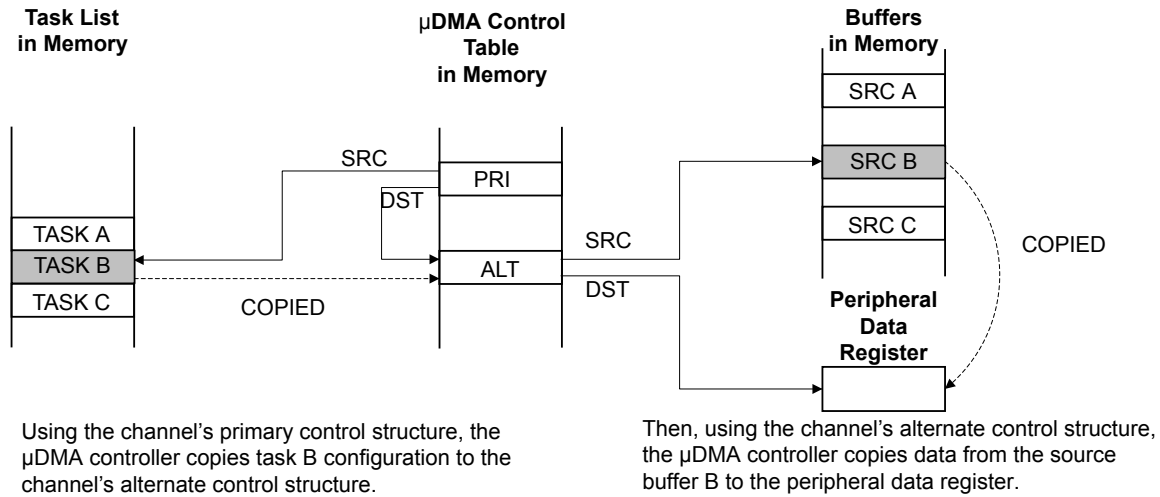 Task List
in Memory
µDMA Control
Table
in Memory
Buffers
in Memory
SRC A
SRC B
SRC C
SRC
PRI
DST
TASK A
TASK B
TASK C
ALT
SRC
DST
COPIED
COPIED
Peripheral
Data
Register
Using the channel's primary control structure, the
µDMA controller copies task B configuration to the
channel's alternate control structure.
Then, using the channel's alternate control structure,
the µDMA controller copies data from the source
buffer B to the peripheral data register.